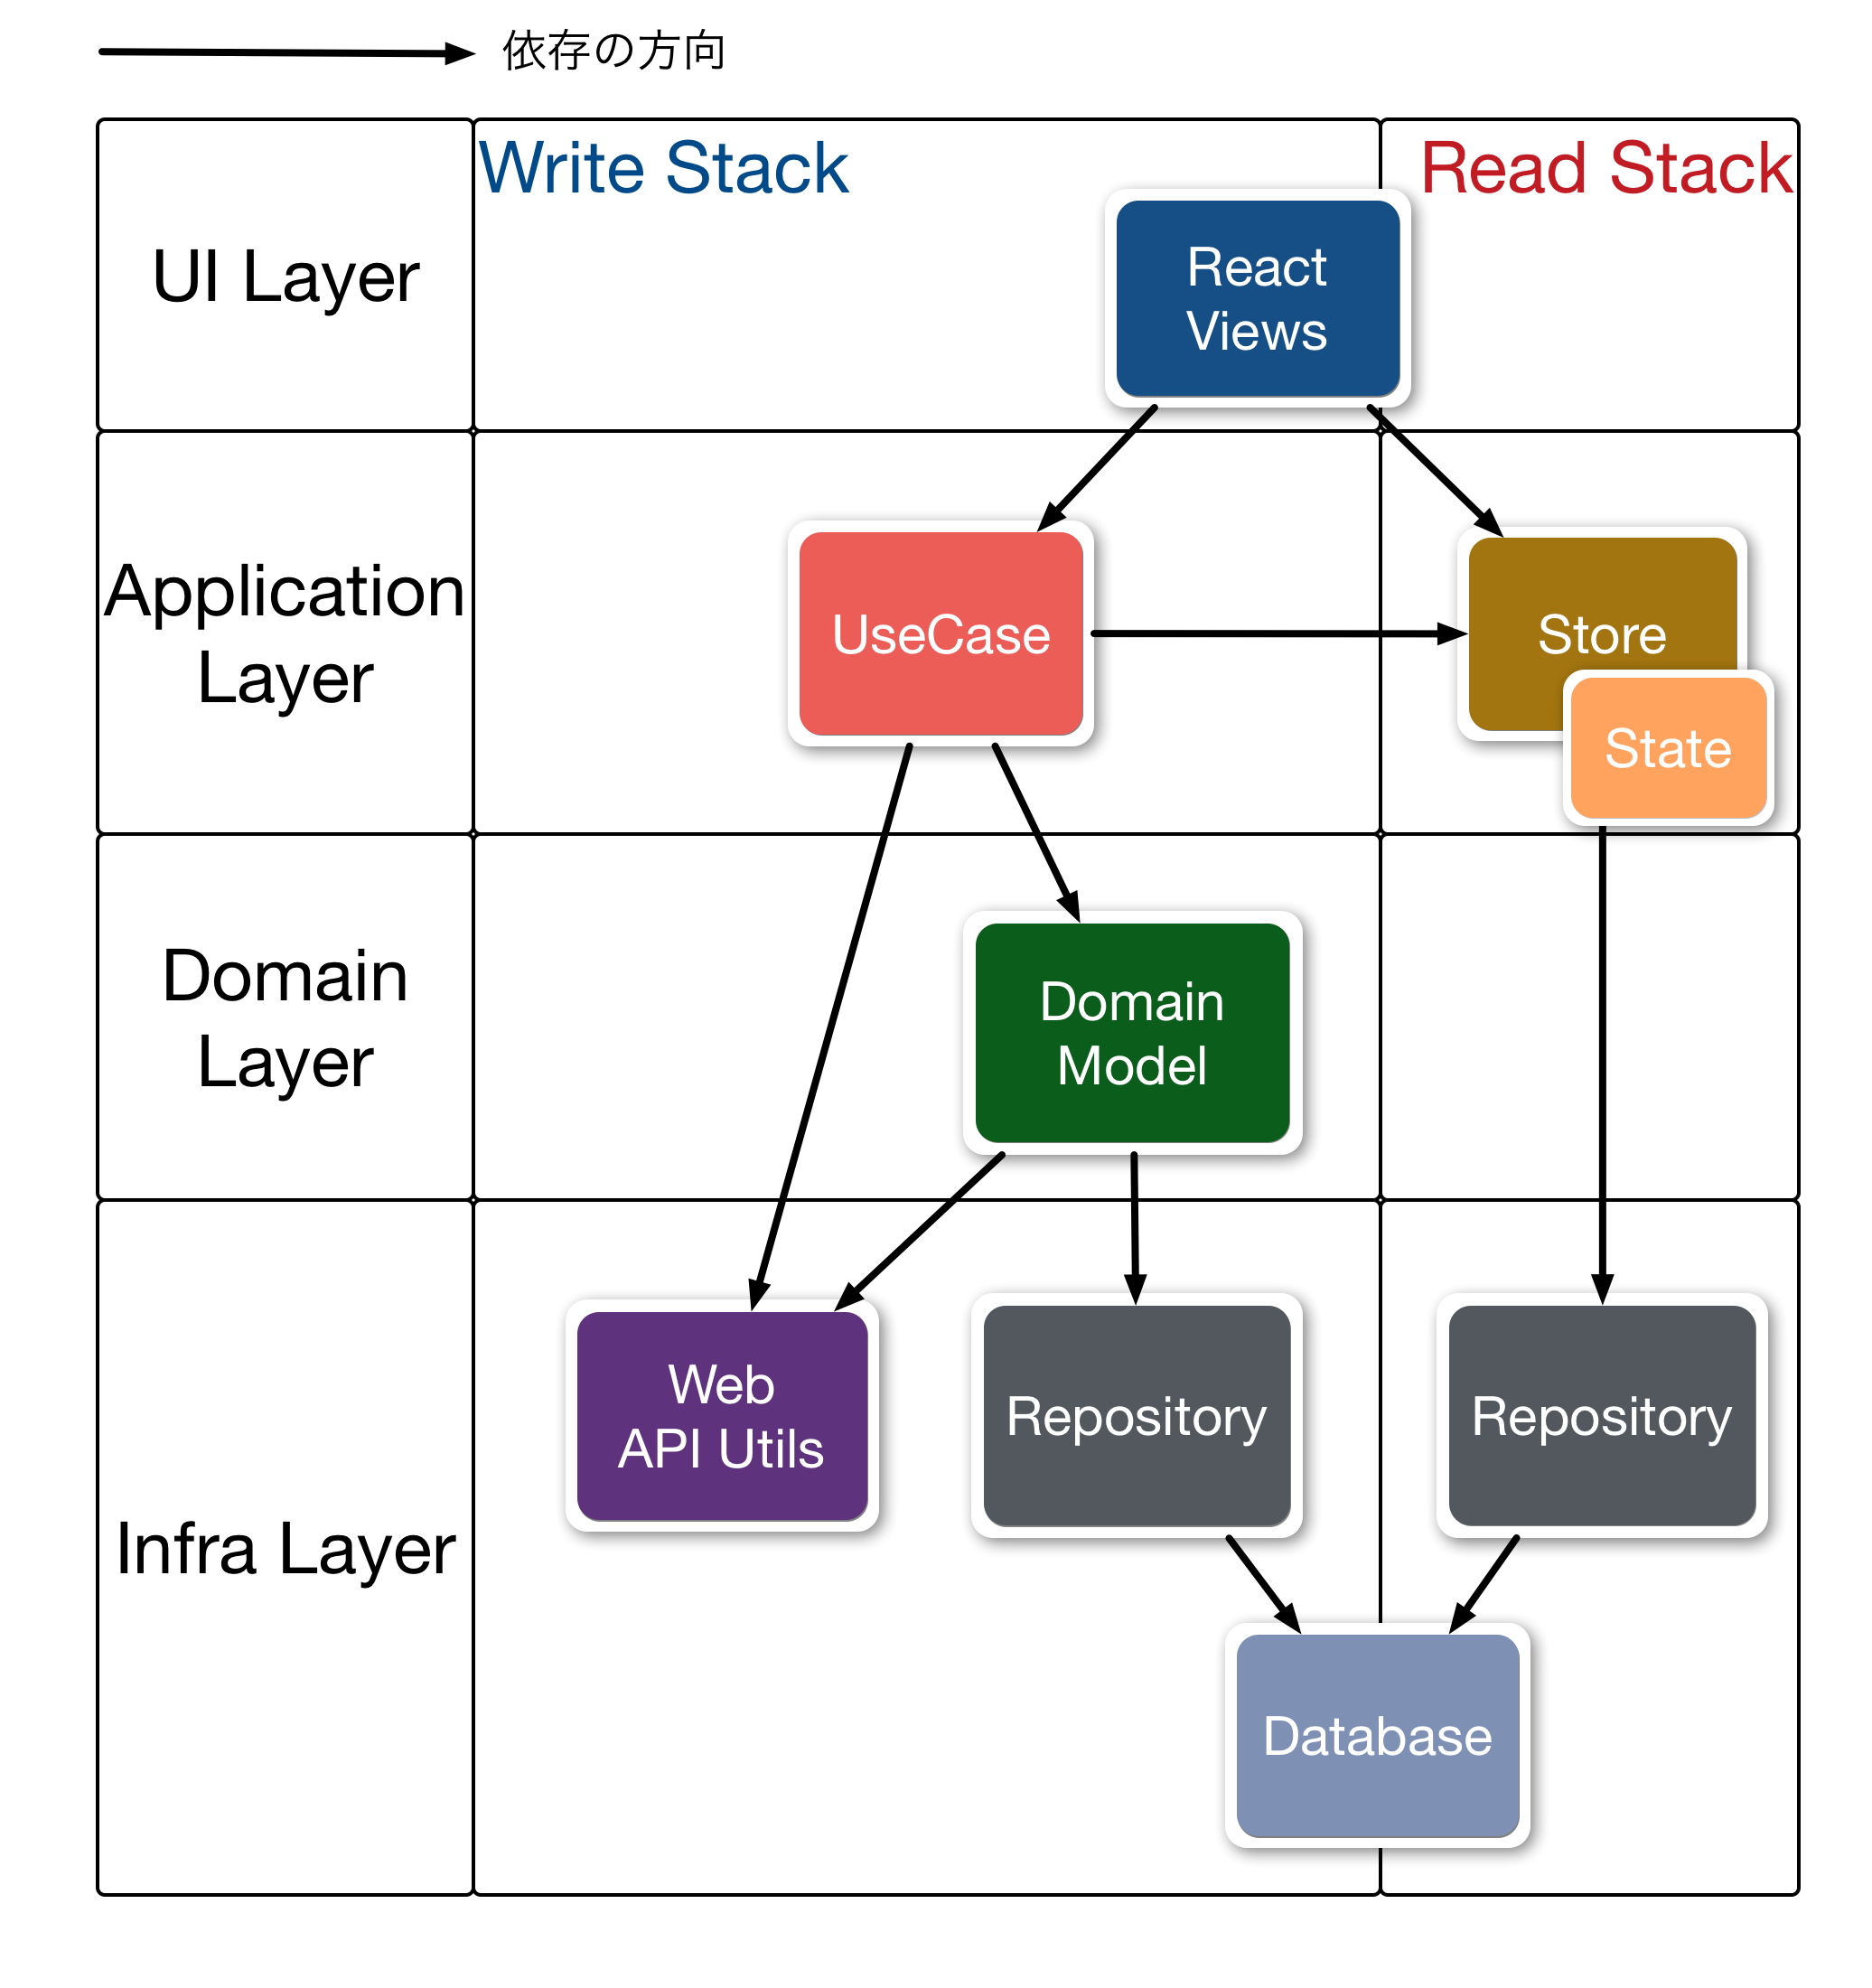 依存の方向
Write Stack
Read Stack
UI Layer
React
Views
Application
Layer
UseCase
Store
State
Domain
Layer
Domain
Model
Infra Layer
Web
API Utils
Repository
Repository
Database